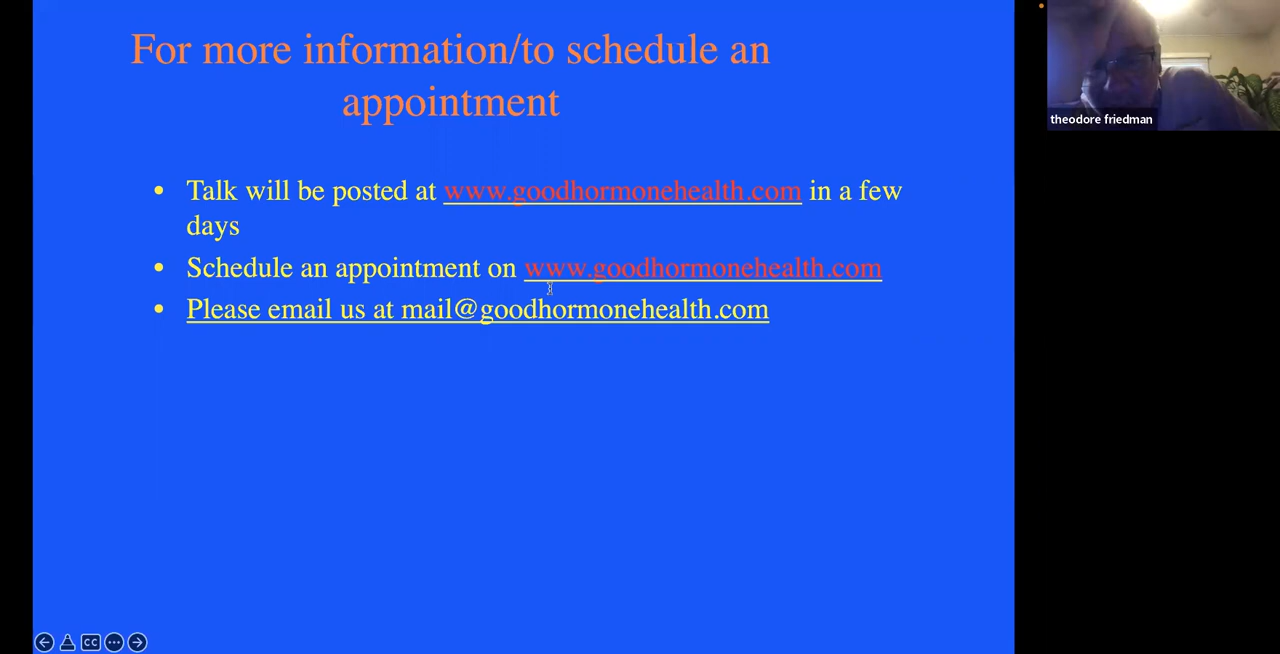 For more information/to schedule an
appointment
• Talk will be posted at www.goodhormonehealth.com in a few
days
• Schedule an appointment on www.goodhormonehealth.com
• Please email us at mail@goodhormonehealth.com
theodore friedman
CC